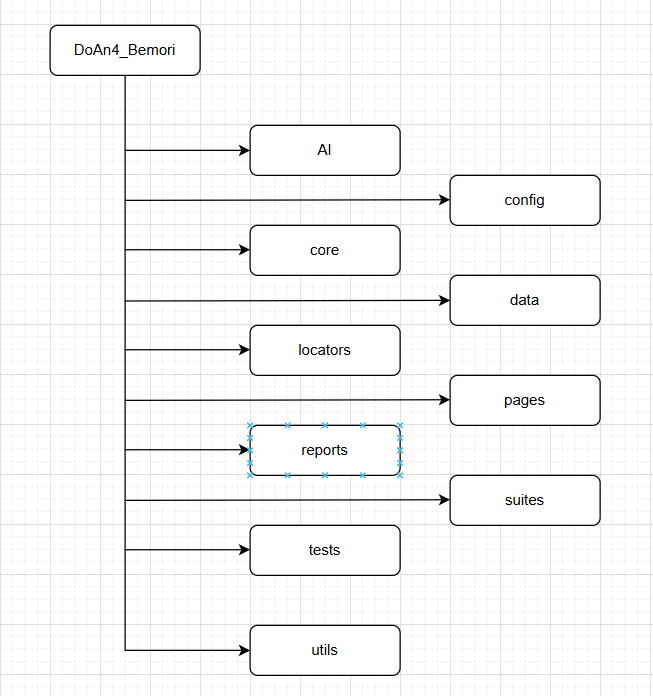 DoAn4_Bemori
AI
config
core
data
locators
pages
reports
suites
tests
utils